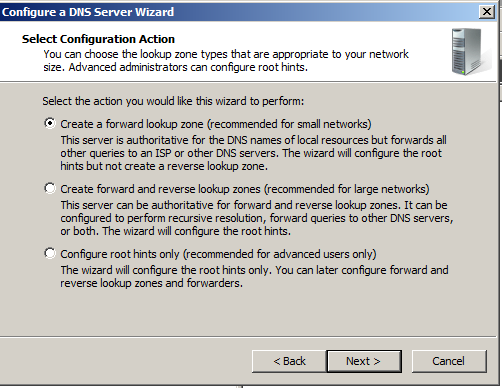 Configure a DNS Server Wizard
Select Configuration Action
You can choose the lookup zone types that are appropriate to your network
size. Advanced administrators can configure root hints.
Select the action you would like this wizard to perform:
Create a forward lookup zone (recommended for small networks)
This server is authoritative for the DNS names of local resources but forwards all
other queries to an ISP or other DNS servers. The wizard will configure the root
hints but not create a reverse lookup zone.
Create forward and reverse lookup zones (recommended for large networks)
This server can be authoritative for forward and reverse lookup zones. It can be
configured to perform recursive resolution, forward queries to other DNS servers,
or both. The wizard will configure the root hints.
Configure root hints only (recommended for advanced users only)
The wizard will configure the root hints only. You can later configure forward and
reverse lookup zones and forwarders.
< Back Next > Cancel